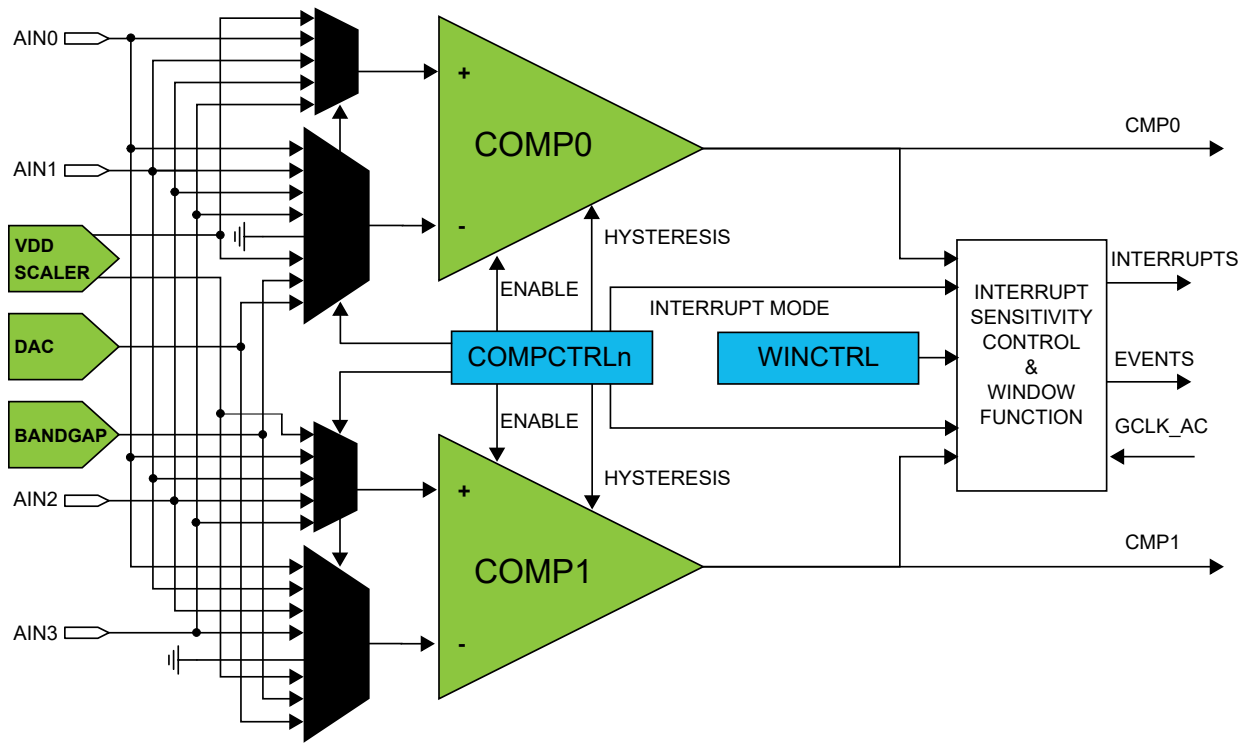 AIN0
+
COMP0
-
CMP0
AIN1
VDD
SCALER
HYSTERESIS
ENABLE
INTERRUPT MODE
INTERRUPT
SENSITIVITY
CONTROL
&
WINDOW
FUNCTION
INTERRUPTS
DAC
COMPCTRLn
WINCTRL
EVENTS
BANDGAP
ENABLE
GCLK_AC
HYSTERESIS
AIN2
+
COMP1
-
CMP1
AIN3